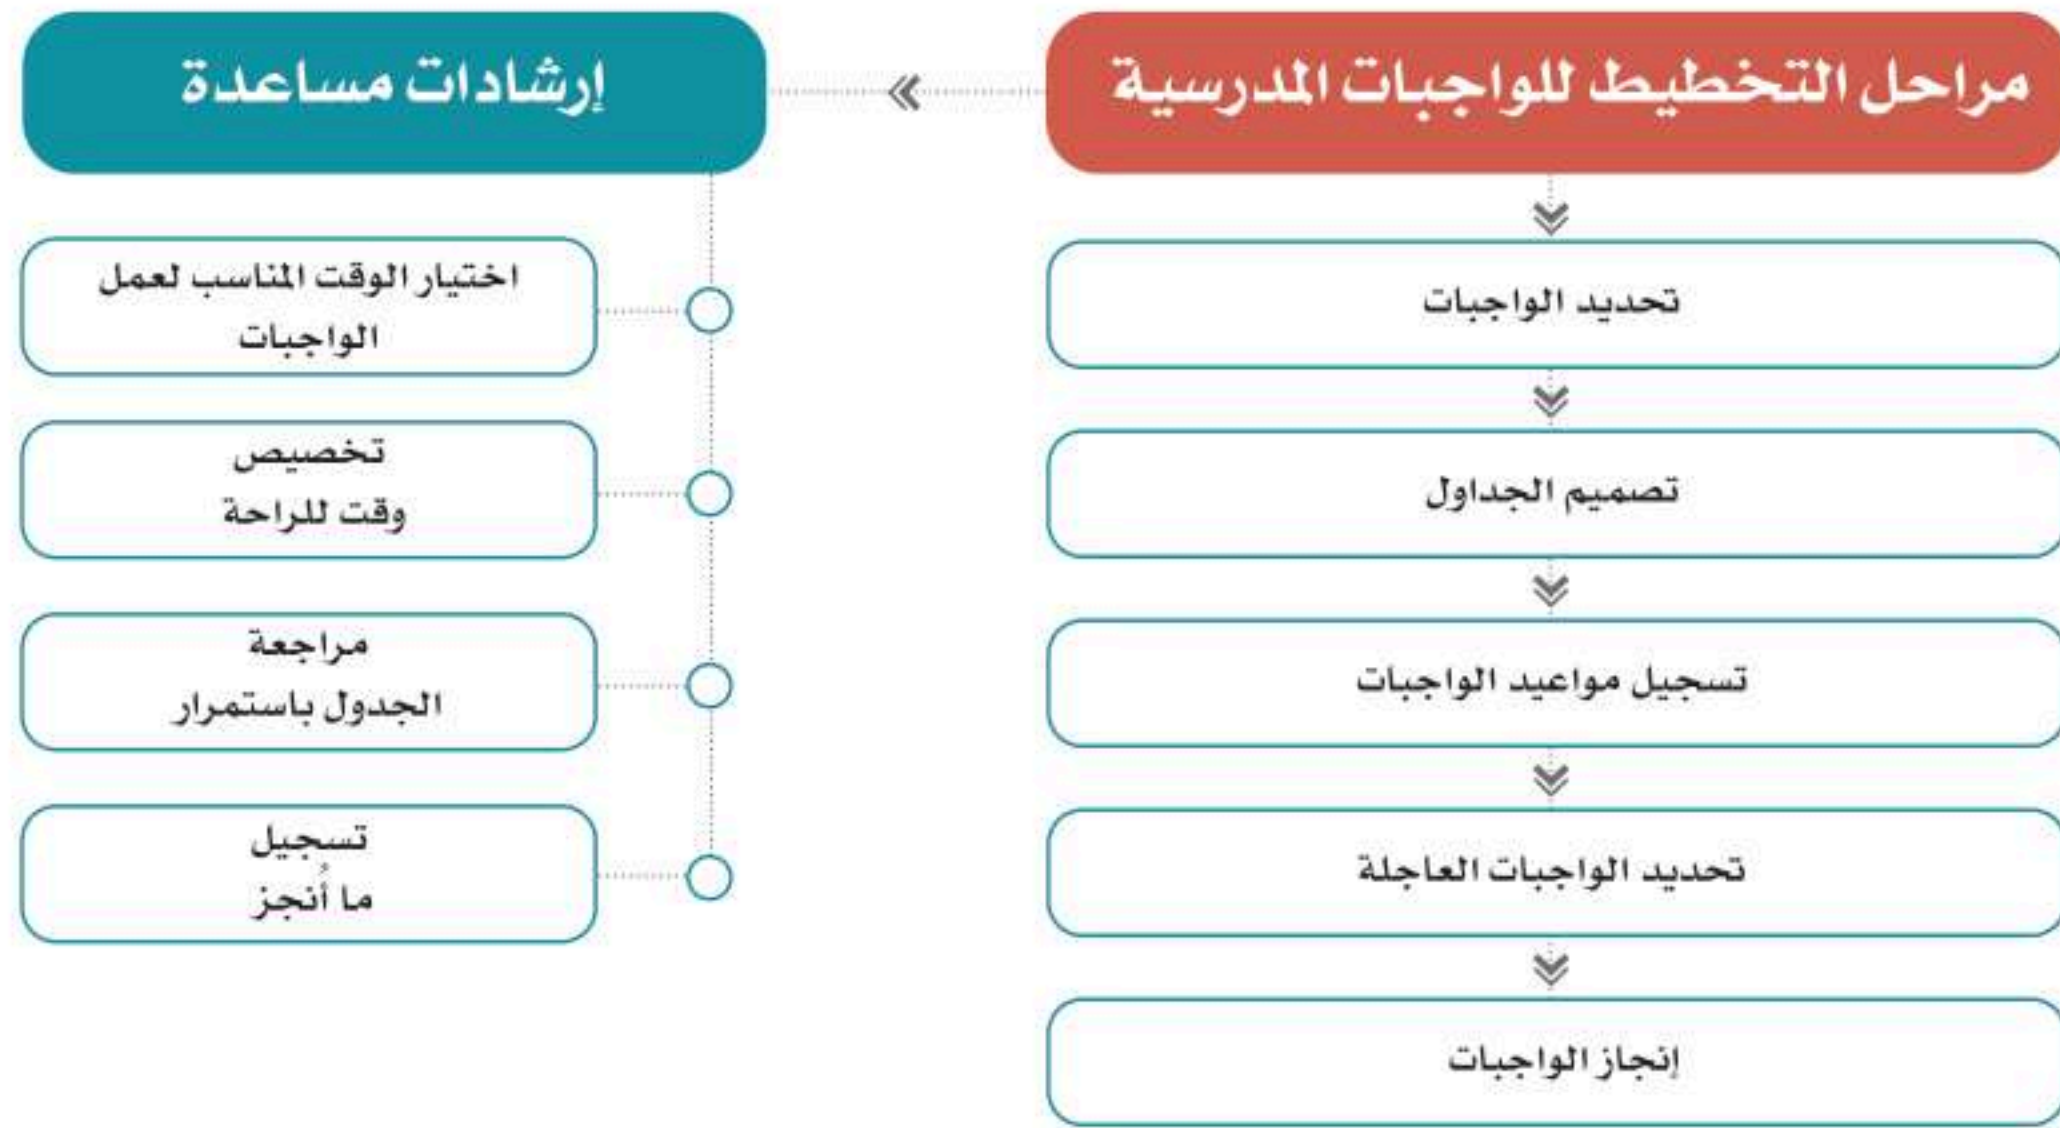 مراحل التخطيط للواجبات المدرسية
تحديد الواجبات
تصميم الجداول
تسجيل مواعيد الواجبات
تحديد الواجبات العاجلة
إنجاز الواجبات
إرشادات مساعدة
اختيار الوقت المناسب لعمل
الواجبات
تخصيص
وقت للراحة
مراجعة
الجدول باستمرار
تسجيل
ما أُنجز